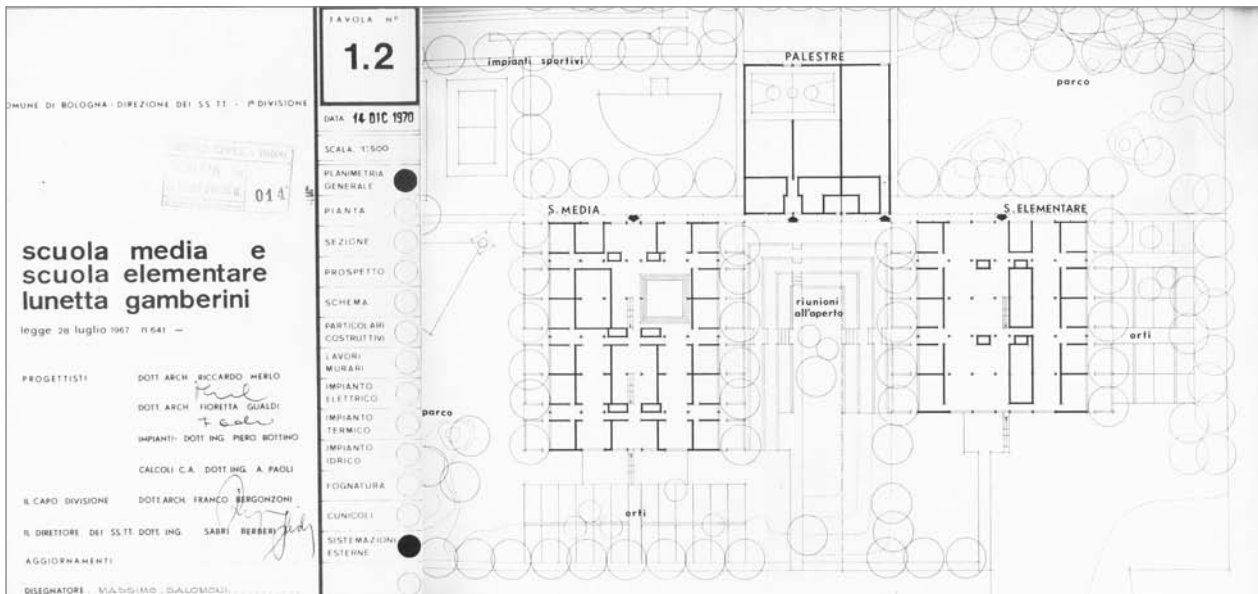 COMUNE DI BOLOGNA - DIREZIONE DEI SS. TT. - 1ª DIVISIONE
014
scuola media e
scuola elementare
lunetta gamberini
legge 28 luglio 1967 n 641 —
PROGETTISTI DOTT. ARCH. RICCARDO MERLO
DOTT. ARCH. FIORETTA GUALDI
IMPIANTI- DOTT. ING. PIERO BOTTINO
CALCOLI C.A. DOTT. ING. A. PAOLI
IL CAPO DIVISIONE DOTT. ARCH. FRANCO BERGONZONI
IL DIRETTORE DEI SS.TT. DOTT. ING. SABRI BERBERI
AGGIORNAMENTI
DISEGNATORE MASSIMO SALOMONI
TAVOLA N°
1.2
DATA 14 DIC 1970
SCALA 1:500
PLANIMETRIA
GENERALE
PIANTA
SEZIONE
PROSPETTO
SCHEMA
PARTICOLARI
COSTRUTTIVI
LAVORI
MURARI
IMPIANTO
ELETTRICO
IMPIANTO
TERMICO
IMPIANTO
IDRICO
FOGNATURA
CUNICOLI
SISTEMAZIONI
ESTERNE
impianti sportivi
PALESTRE
parco
S. MEDIA
S. ELEMENTARE
riunioni
all'aperto
orti
parco
orti